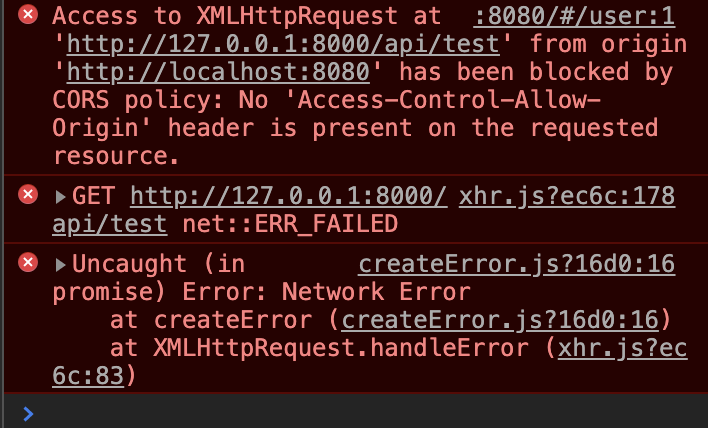 Access to XMLHttpRequest at :8080/#/user:1
'http://127.0.0.1:8000/api/test' from origin
'http://localhost:8080' has been blocked by
CORS policy: No 'Access-Control-Allow-
Origin' header is present on the requested
resource.
GET http://127.0.0.1:8000/ xhr.js?ec6c:178
api/test net::ERR_FAILED
Uncaught (in createError.js?16d0:16
promise) Error: Network Error
at createError (createError.js?16d0:16)
at XMLHttpRequest.handleError (xhr.js?ec
6c:83)